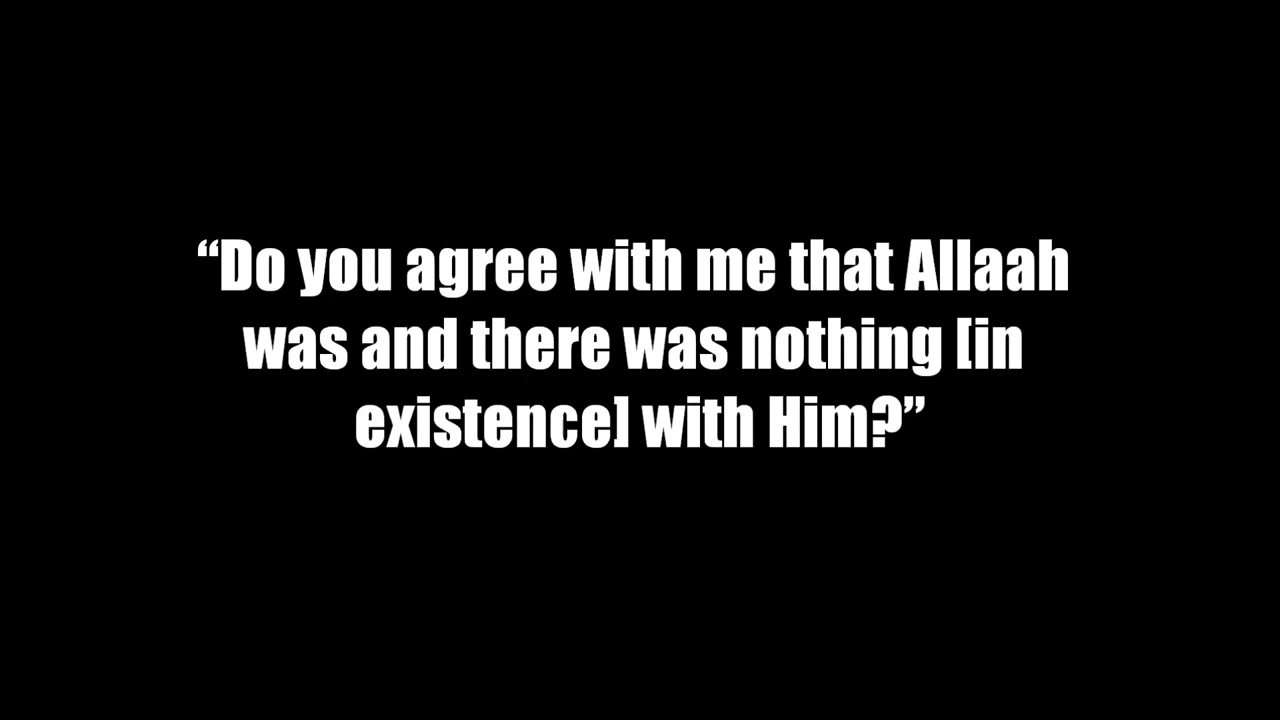 “Do you agree with me that Allaah
was and there was nothing [in
existence] with Him?”